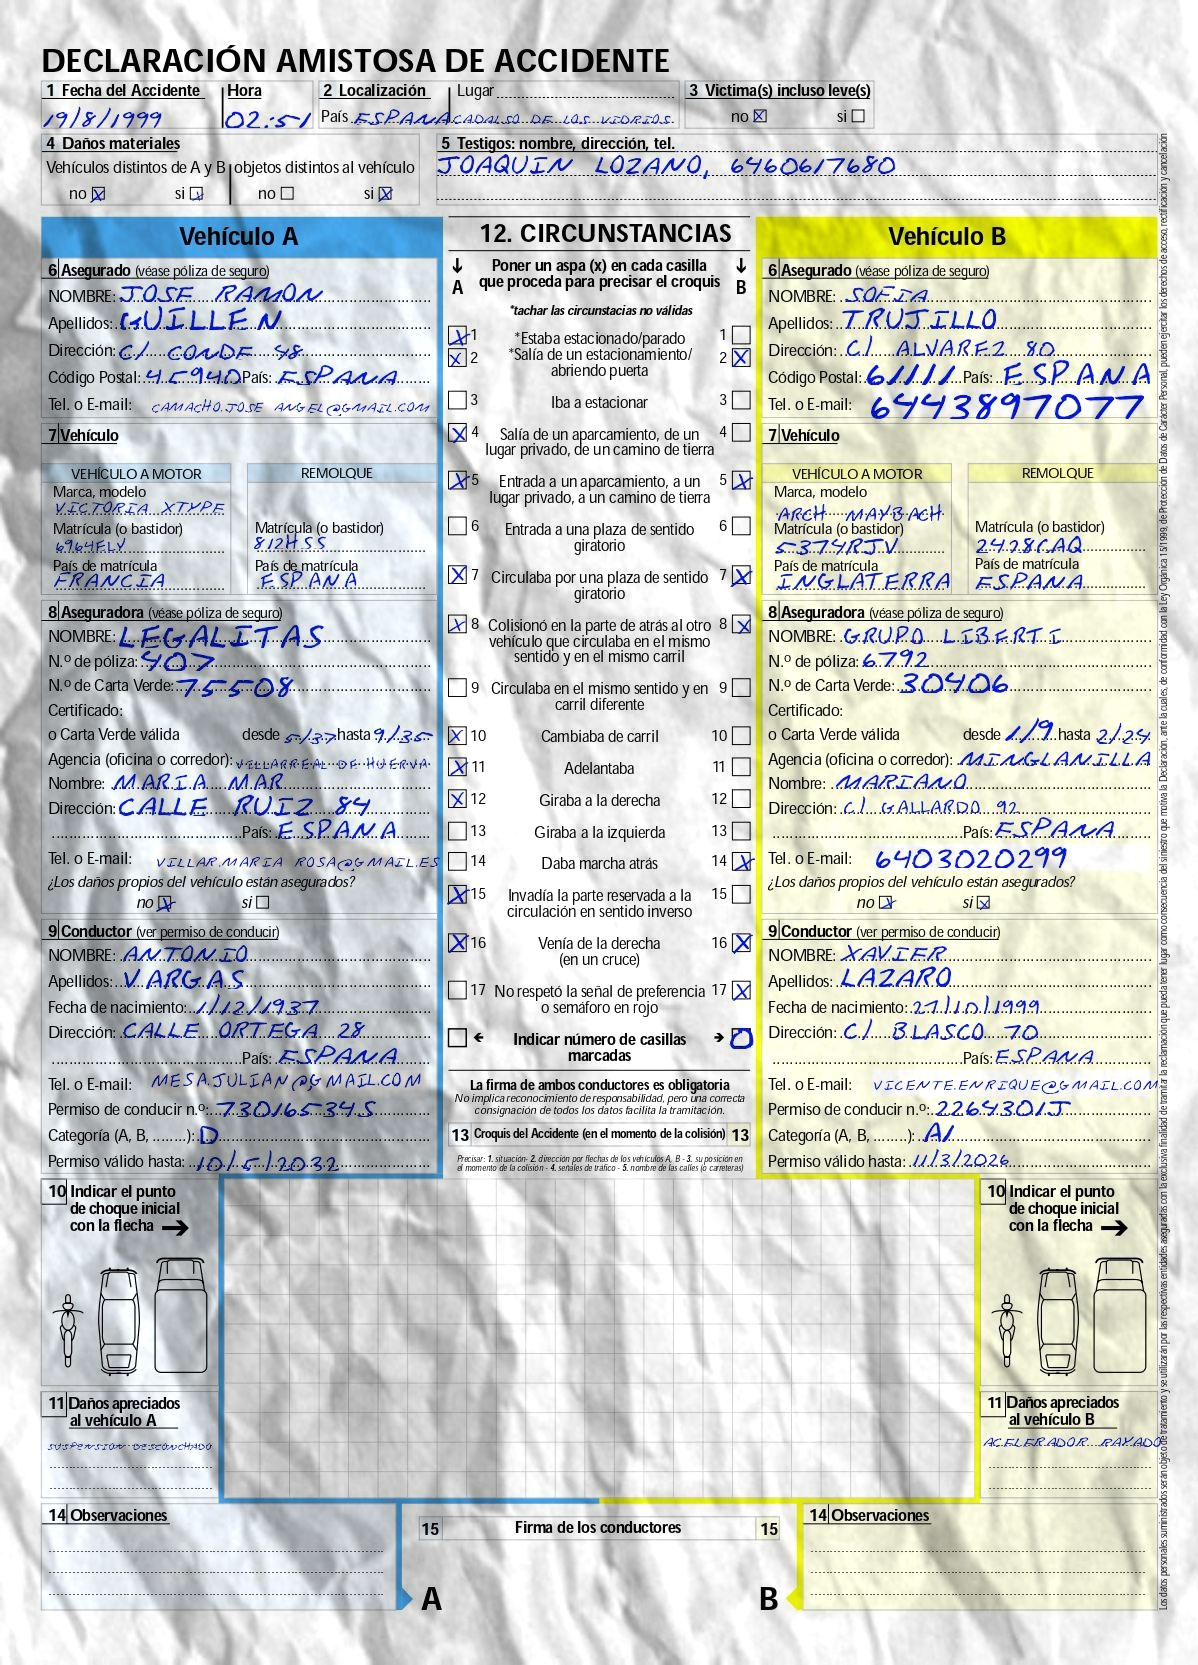 DECLARACIÓN AMISTOSA DE ACCIDENTE
1 Fecha del Accidente Hora 2 Localización Lugar 3 Victima(s) incluso leve(s)
19/8/1999 02:51 País ESPANA CADALSO DE LOS VIDRIOS no X si
4 Daños materiales
Vehículos distintos de A y B objetos distintos al vehículo
no X si X no si X
5 Testigos: nombre, dirección, tel.
JOAQUIN LOZANO, 6460617680
Vehículo A
6 Asegurado (véase póliza de seguro)
NOMBRE: JOSE RAMON
Apellidos: GUILLEN
Dirección: C/ CONDE 48
Código Postal: 45940 País: ESPANA
Tel. o E-mail: CAMACHO.JOSE ANGEL@GMAIL.COM
7 Vehículo
VEHÍCULO A MOTOR REMOLQUE
Marca, modelo
VICTORIA XTYPE
Matrícula (o bastidor) Matrícula (o bastidor)
6964FLV 812HSS
País de matrícula País de matrícula
FRANCIA ESPANA
8 Aseguradora (véase póliza de seguro)
NOMBRE: LEGALITAS
N.º de póliza: 407
N.º de Carta Verde: 75508
Certificado:
o Carta Verde válida desde 5/37 hasta 9/35
Agencia (oficina o corredor): VILLARREAL DE HUERVA
Nombre: MARIA MAR
Dirección: CALLE RUIZ 84
País: ESPANA
Tel. o E-mail: VILLAR.MARIA ROSA@GMAIL.ES
¿Los daños propios del vehículo están asegurados?
no X si
9 Conductor (ver permiso de conducir)
NOMBRE: ANTONIO
Apellidos: VARGAS
Fecha de nacimiento: 1/12/1937
Dirección: CALLE ORTEGA 28
País: ESPANA
Tel. o E-mail: MESA.JULIAN@GMAIL.COM
Permiso de conducir n.º: 73016534S
Categoría (A, B, ........): D
Permiso válido hasta: 10/5/2032
12. CIRCUNSTANCIAS
A Poner un aspa (x) en cada casilla B
que proceda para precisar el croquis
*tachar las circunstacias no válidas
X 1 *Estaba estacionado/parado 1
X 2 *Salía de un estacionamiento/ 2 X
abriendo puerta
3 Iba a estacionar 3
X 4 Salía de un aparcamiento, de un 4
lugar privado, de un camino de tierra
X 5 Entrada a un aparcamiento, a un 5 X
lugar privado, a un camino de tierra
6 Entrada a una plaza de sentido 6
giratorio
X 7 Circulaba por una plaza de sentido 7 X
giratorio
X 8 Colisionó en la parte de atrás al otro 8 X
vehículo que circulaba en el mismo
sentido y en el mismo carril
9 Circulaba en el mismo sentido y en 9
carril diferente
X 10 Cambiaba de carril 10
X 11 Adelantaba 11
X 12 Giraba a la derecha 12
13 Giraba a la izquierda 13
14 Daba marcha atrás 14 X
X 15 Invadía la parte reservada a la 15
circulación en sentido inverso
X 16 Venía de la derecha 16 X
(en un cruce)
17 No respetó la señal de preferencia 17 X
o semáforo en rojo
Indicar número de casillas 0
marcadas
La firma de ambos conductores es obligatoria
No implica reconocimiento de responsabilidad, pero una correcta
consignación de todos los datos facilita la tramitación.
13 Croquis del Accidente (en el momento de la colisión) 13
Precisar: 1. situación- 2. dirección por flechas de los vehículos A, B - 3. su posición en
el momento de la colisión - 4. señales de tráfico - 5. nombre de las calles (o carreteras)
Vehículo B
6 Asegurado (véase póliza de seguro)
NOMBRE: SOFIA
Apellidos: TRUJILLO
Dirección: C/ ALVAREZ 80
Código Postal: 61111 País: ESPANA
Tel. o E-mail: 6443897077
7 Vehículo
VEHÍCULO A MOTOR REMOLQUE
Marca, modelo
ARCH MAYBACH
Matrícula (o bastidor) Matrícula (o bastidor)
5374RJV 2428CAQ
País de matrícula País de matrícula
INGLATERRA ESPANA
8 Aseguradora (véase póliza de seguro)
NOMBRE: GRUPO LIBERTI
N.º de póliza: 6792
N.º de Carta Verde: 30406
Certificado:
o Carta Verde válida desde 1/19 hasta 2/24
Agencia (oficina o corredor): MINGLANILLA
Nombre: MARIANO
Dirección: C/ GALLARDO 92
País: ESPANA
Tel. o E-mail: 6403020299
¿Los daños propios del vehículo están asegurados?
no X si X
9 Conductor (ver permiso de conducir)
NOMBRE: XAVIER
Apellidos: LAZARO
Fecha de nacimiento: 27/10/1999
Dirección: C/ BLASCO 70
País: ESPANA
Tel. o E-mail: VICENTE.ENRIQUE@GMAIL.COM
Permiso de conducir n.º: 2264301J
Categoría (A, B, ........): A1
Permiso válido hasta: 11/3/2026
10 Indicar el punto
de choque inicial
con la flecha
11 Daños apreciados
al vehículo A
SUSPENSION DESCONCHADO
10 Indicar el punto
de choque inicial
con la flecha
11 Daños apreciados
al vehículo B
ACELERADOR RAYADO
14 Observaciones
15 Firma de los conductores 15
A B
14 Observaciones
Los datos personales suministrados serán objeto de tratamiento y se utilizarán por las respectivas entidades aseguradas con la exclusiva finalidad de tramitar la reclamación que pueda tener lugar como consecuencia del siniestro que motiva la Declaración, ante la cuales, de conformidad con la Ley Orgánica 15/1999, de Protección de Datos de Carácter Personal, pueden ejercitar los derechos de acceso, rectificación y cancelación